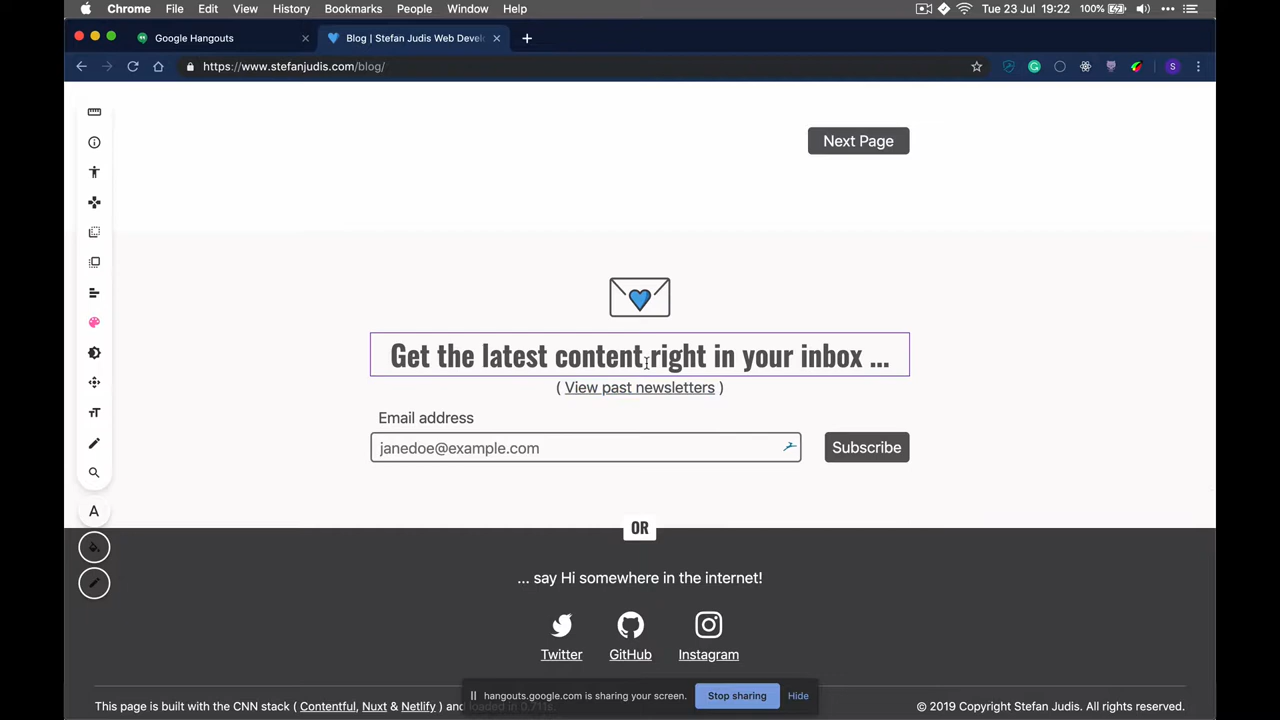 Chrome File Edit View History Bookmarks People Window Help Tue 23 Jul 19:22 100%
Google Hangouts Blog | Stefan Judis Web Devel
https://www.stefanjudis.com/blog/ S
Next Page
Get the latest content right in your inbox ...
( View past newsletters )
Email address
janedoe@example.com Subscribe
A
OR
... say Hi somewhere in the internet!
Twitter GitHub Instagram
hangouts.google.com is sharing your screen. Stop sharing Hide
This page is built with the CNN stack ( Contentful, Nuxt & Netlify ) and loaded in 0.711s. © 2019 Copyright Stefan Judis. All rights reserved.